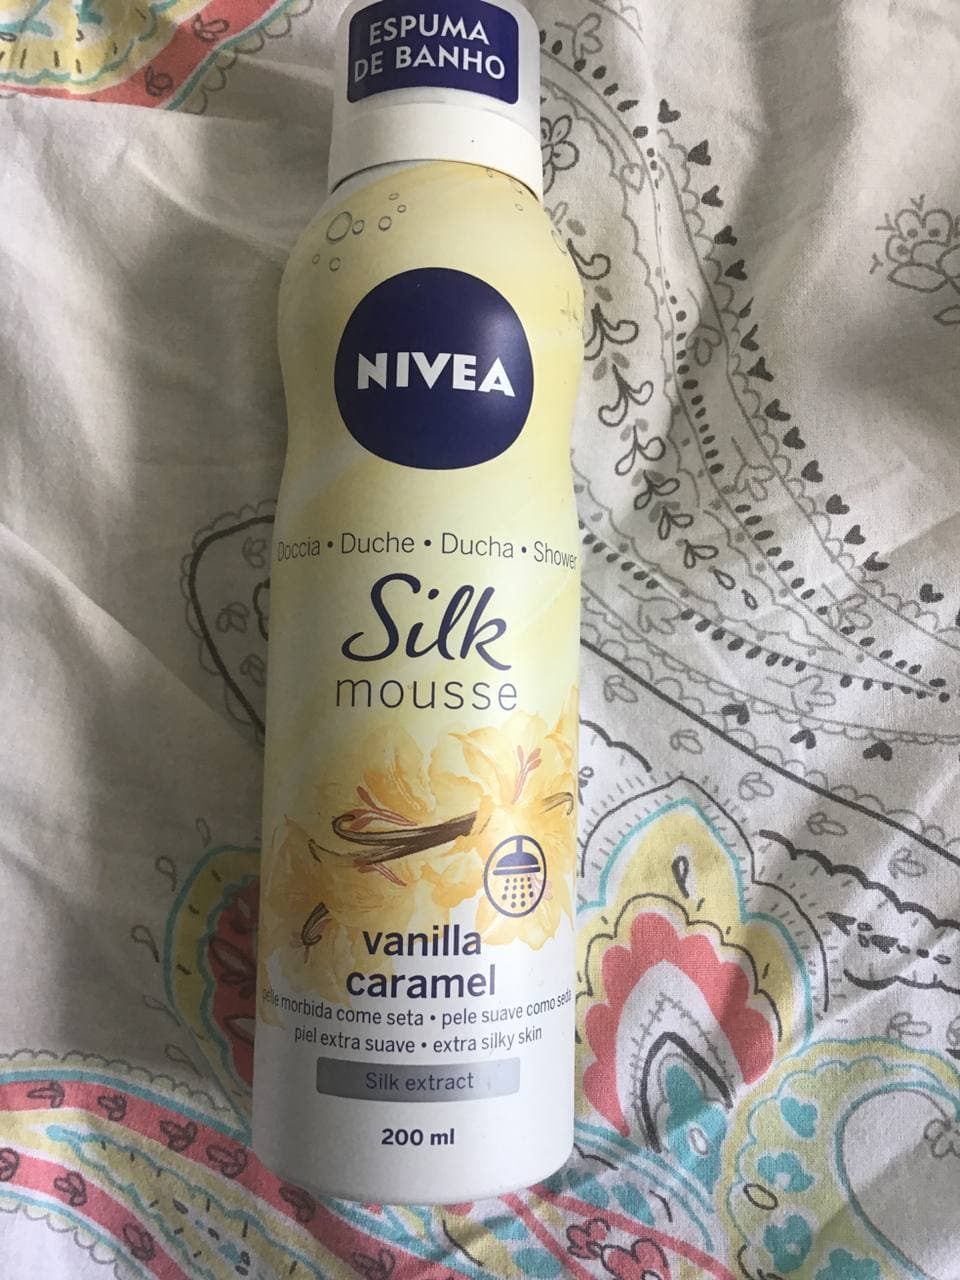 ESPUMA
DE BANHO
NIVEA
Doccia • Duche • Ducha • Shower
Silk
mousse
vanilla
caramel
pelle morbida come seta • pele suave como seda
piel extra suave • extra silky skin
Silk extract
200 ml